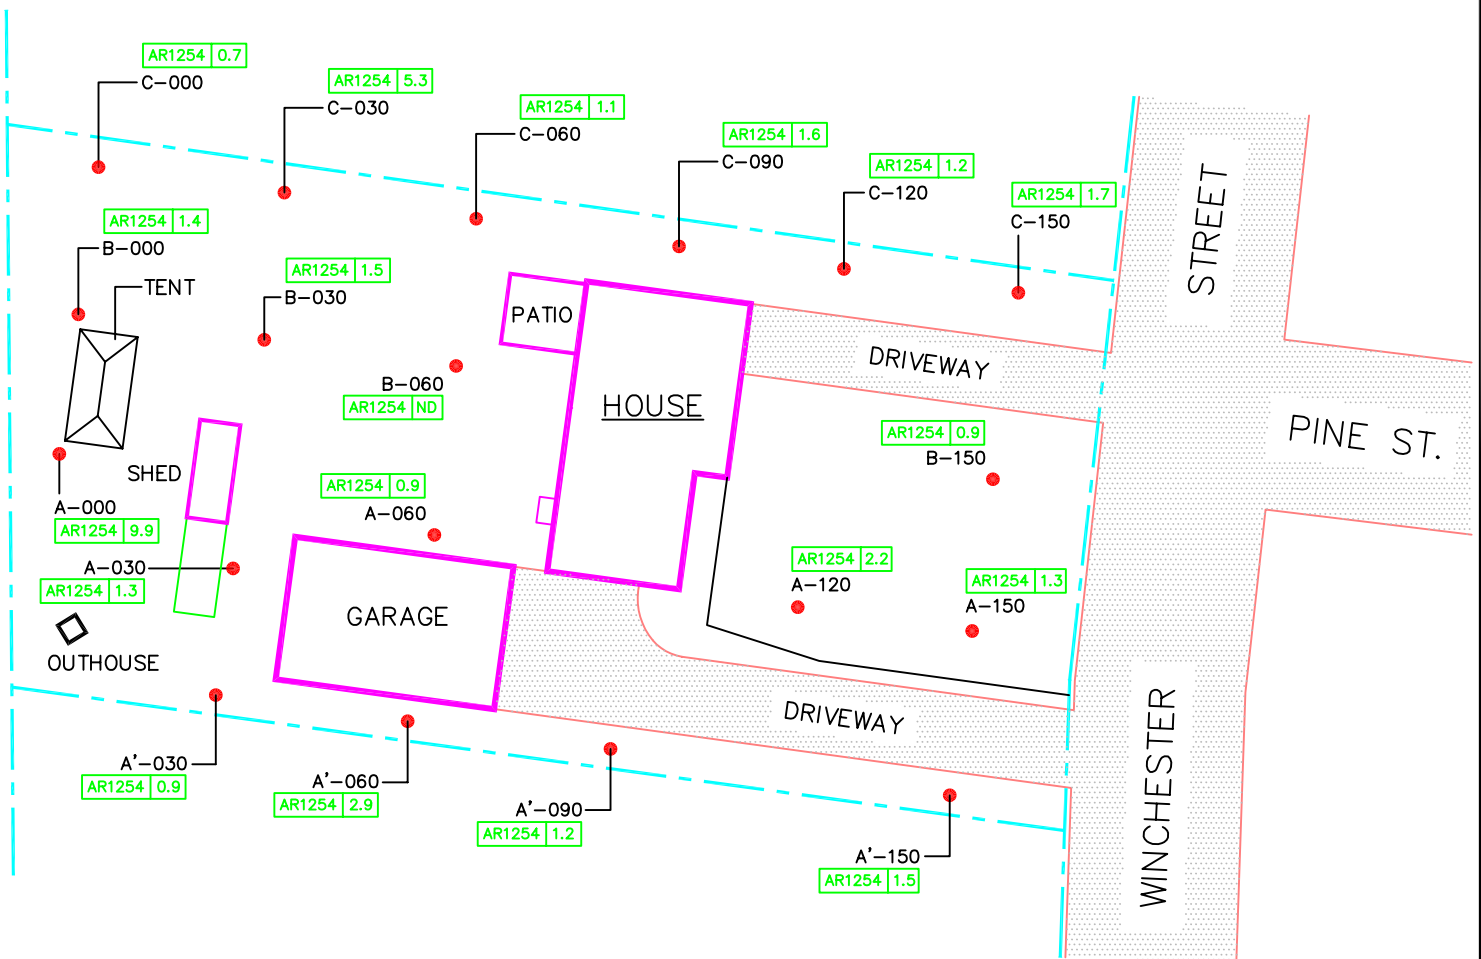 AR1254 0.7
C-000
AR1254 5.3
C-030
AR1254 1.1
C-060
AR1254 1.6
C-090
AR1254 1.2
C-120
AR1254 1.7
C-150
STREET
AR1254 1.4
B-000
TENT
AR1254 1.5
B-030
PATIO
DRIVEWAY
B-060
AR1254 ND
HOUSE
PINE ST.
AR1254 0.9
B-150
SHED
AR1254 0.9
A-060
A-000
AR1254 9.9
A-030
AR1254 1.3
AR1254 2.2
A-120
AR1254 1.3
A-150
GARAGE
OUTHOUSE
DRIVEWAY
WINCHESTER
A'-030
AR1254 0.9
A'-060
AR1254 2.9
A'-090
AR1254 1.2
A'-150
AR1254 1.5